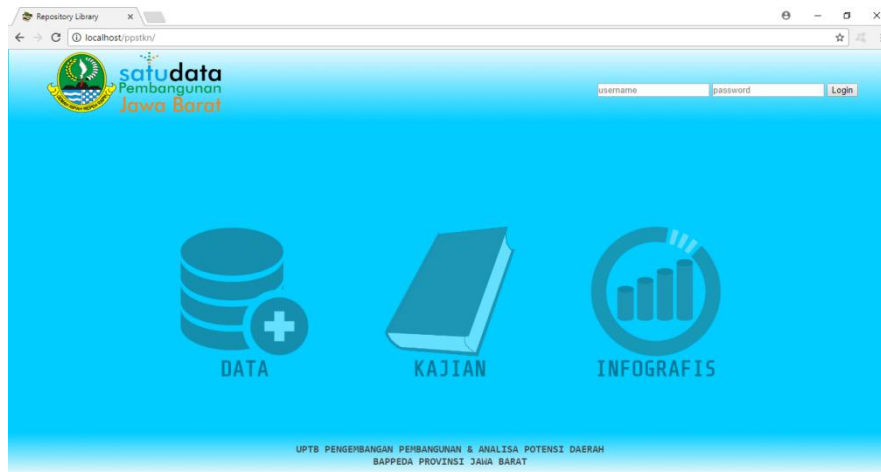 Repository Library
localhost/ppstkn/
satudata
Pembangunan
Jawa Barat
username password Login
DATA KAJIAN INFOGRAFIS
UPTB PENGEMBANGAN PEMBANGUNAN & ANALISA POTENSI DAERAH
BAPPEDA PROVINSI JAWA BARAT